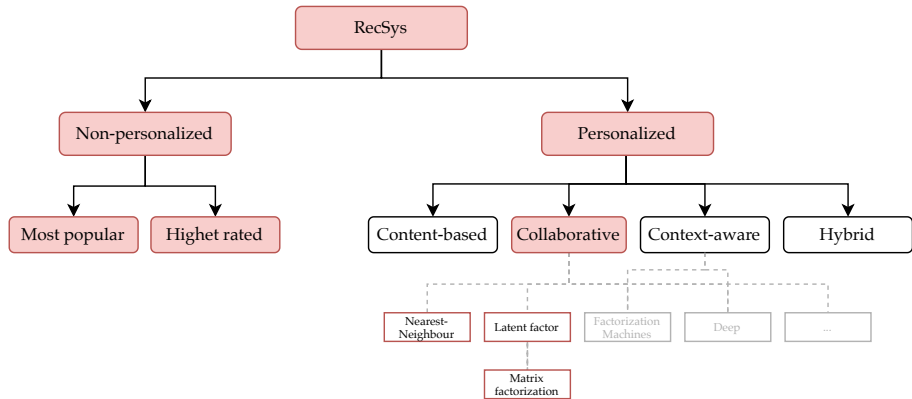 RecSys
Non-personalized
Personalized
Most popular
Highet rated
Content-based
Collaborative
Context-aware
Hybrid
Nearest-
Neighbour
Latent factor
Factorization
Machines
Deep
...
Matrix
factorization